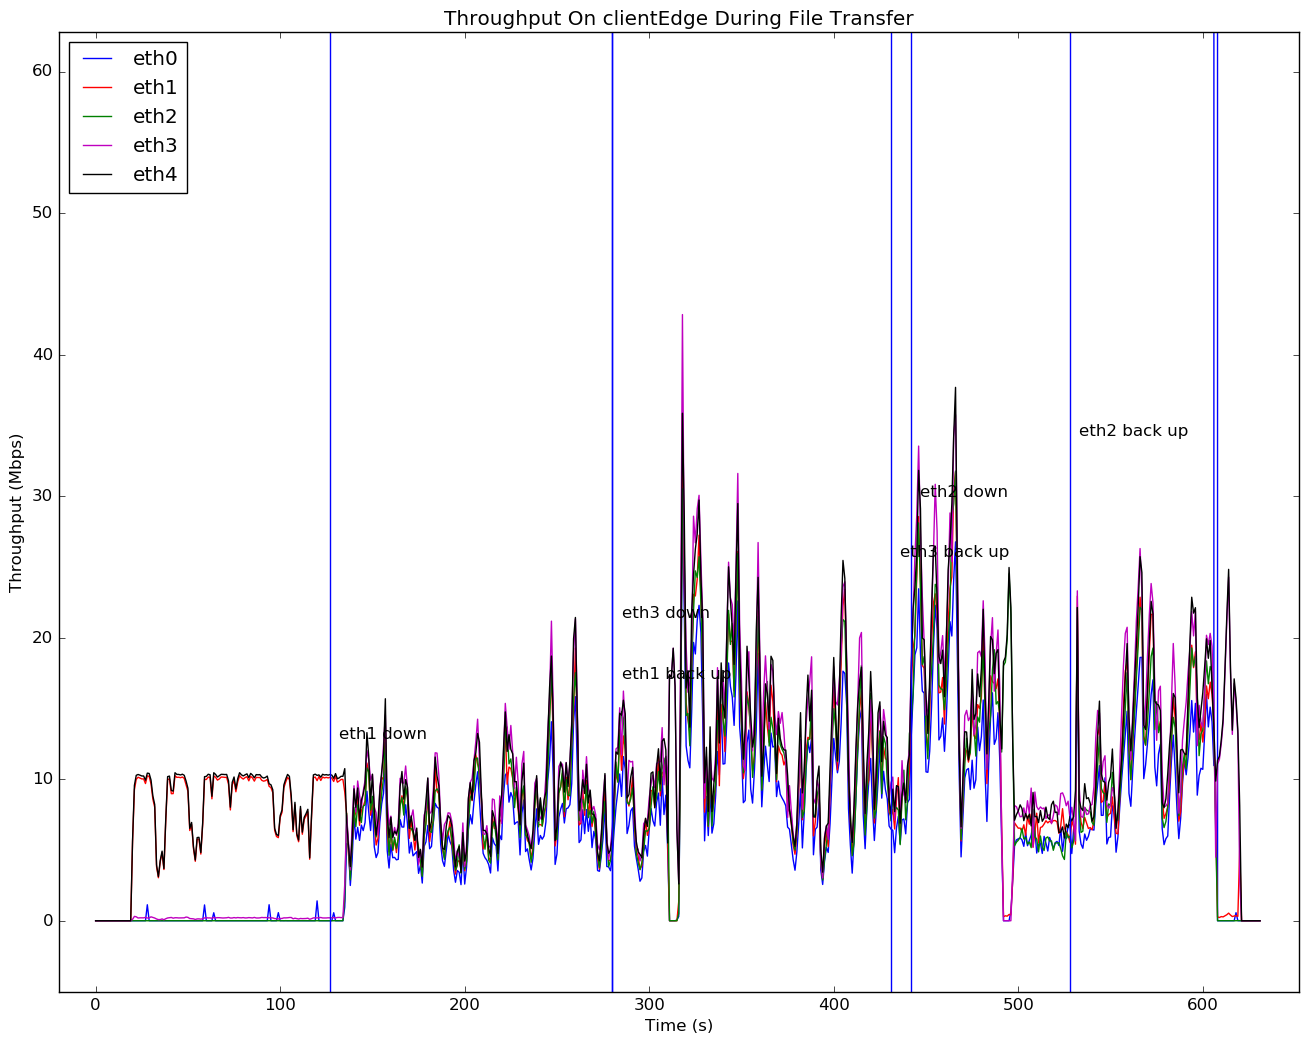 Throughput On clientEdge During File Transfer
eth0
eth1
eth2
eth3
eth4
60
50
40
30
20
10
0
Throughput (Mbps)
eth1 down
eth3 down
eth1 back up
eth2 down
eth3 back up
eth2 back up
0
100
200
300
400
500
600
Time (s)